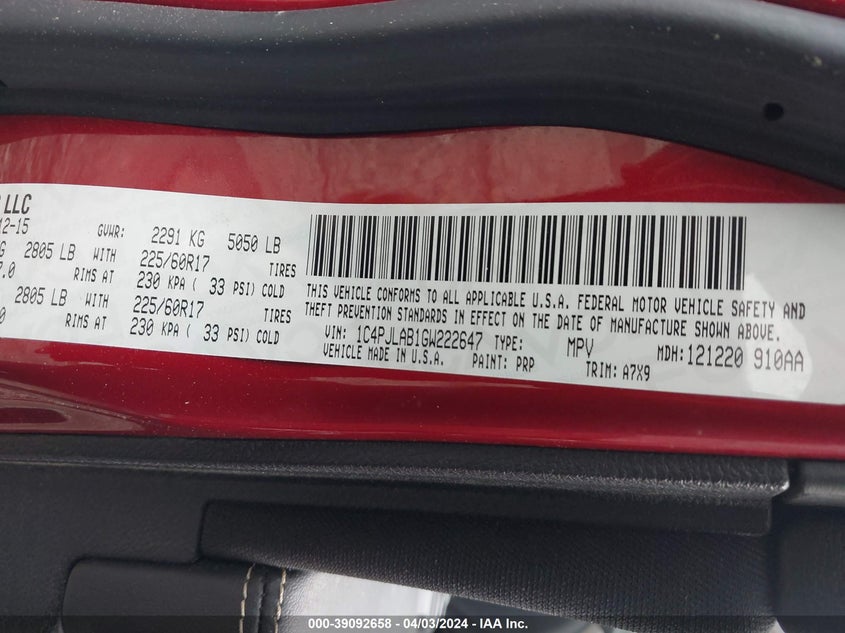 LLC
12-15 GVWR: 2291 KG 5050 LB
2805 LB WITH 225/60R17 TIRES
7.0 RIMS AT 230 KPA ( 33 PSI) COLD
2805 LB WITH 225/60R17 TIRES
RIMS AT 230 KPA ( 33 PSI) COLD
THIS VEHICLE CONFORMS TO ALL APPLICABLE U.S.A. FEDERAL MOTOR VEHICLE SAFETY AND
THEFT PREVENTION STANDARDS IN EFFECT ON THE DATE OF MANUFACTURE SHOWN ABOVE.
VIN: 1C4PJLAB1GW222647 TYPE: MPV MDH: 121220 910AA
VEHICLE MADE IN U.S.A. PAINT: PRP TRIM: A7X9
000-39092658 - 04/03/2024 - IAA Inc.